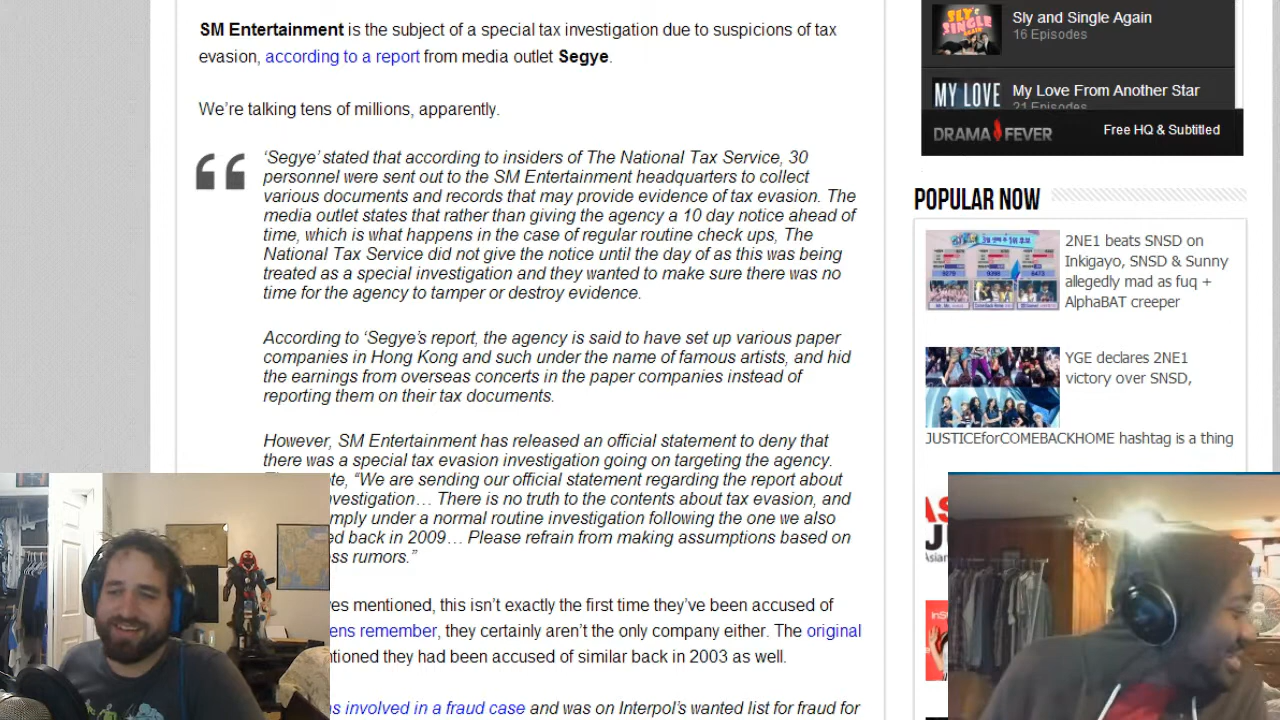 SM Entertainment is the subject of a special tax investigation due to suspicions of tax
evasion, according to a report from media outlet Segye.
We’re talking tens of millions, apparently.
‘Segye’ stated that according to insiders of The National Tax Service, 30
personnel were sent out to the SM Entertainment headquarters to collect
various documents and records that may provide evidence of tax evasion. The
media outlet states that rather than giving the agency a 10 day notice ahead of
time, which is what happens in the case of regular routine check ups, The
National Tax Service did not give the notice until the day of as this was being
treated as a special investigation and they wanted to make sure there was no
time for the agency to tamper or destroy evidence.
According to ‘Segye’s report, the agency is said to have set up various paper
companies in Hong Kong and such under the name of famous artists, and hid
the earnings from overseas concerts in the paper companies instead of
reporting them on their tax documents.
However, SM Entertainment has released an official statement to deny that
there was a special tax evasion investigation going on targeting the agency.
“We are sending our official statement regarding the report about
There is no truth to the contents about tax evasion, and
under a normal routine investigation following the one we also
back in 2009… Please refrain from making assumptions based on
rumors.”
mentioned, this isn’t exactly the first time they’ve been accused of
remember, they certainly aren’t the only company either. The original
they had been accused of similar back in 2003 as well.
involved in a fraud case and was on Interpol’s wanted list for fraud for
SLY & SINGLE AGAIN
Sly and Single Again
16 Episodes
MY LOVE
My Love From Another Star
21 Episodes
DRAMAFEVER
Free HQ & Subtitled
POPULAR NOW
2NE1 beats SNSD on
Inkigayo, SNSD & Sunny
allegedly mad as fuq +
AlphaBAT creeper
YGE declares 2NE1
victory over SNSD,
JUSTICEforCOMEBACKHOME hashtag is a thing